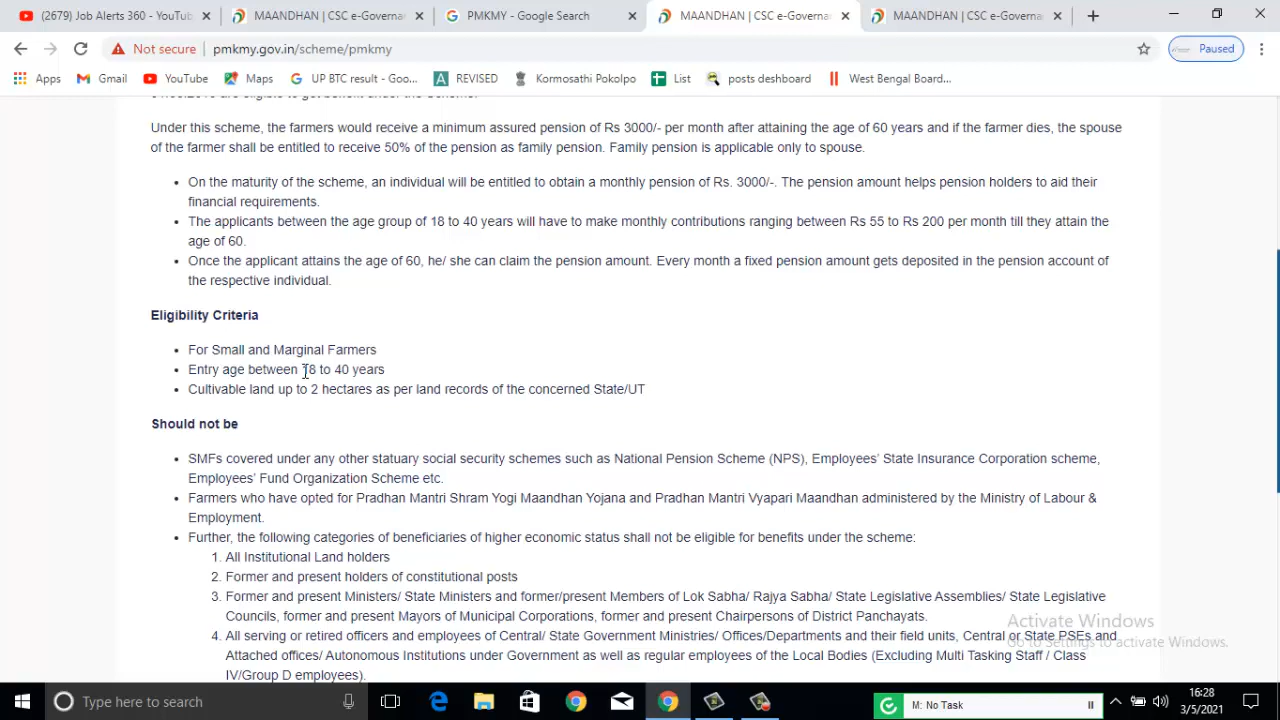 (2679) Job Alerts 360 - YouTub
MAANDHAN | CSC e-Governa
PMKMY - Google Search
MAANDHAN | CSC e-Governa
MAANDHAN | CSC e-Governa
Not secure | pmkmy.gov.in/scheme/pmkmy
Paused
Apps
Gmail
YouTube
Maps
UP BTC result - Goo...
REVISED
Kormosathi Pokolpo
List
posts deshboard
West Bengal Board...
are eligible to get benefit under the Scheme.
Under this scheme, the farmers would receive a minimum assured pension of Rs 3000/- per month after attaining the age of 60 years and if the farmer dies, the spouse
of the farmer shall be entitled to receive 50% of the pension as family pension. Family pension is applicable only to spouse.
• On the maturity of the scheme, an individual will be entitled to obtain a monthly pension of Rs. 3000/-. The pension amount helps pension holders to aid their
financial requirements.
• The applicants between the age group of 18 to 40 years will have to make monthly contributions ranging between Rs 55 to Rs 200 per month till they attain the
age of 60.
• Once the applicant attains the age of 60, he/ she can claim the pension amount. Every month a fixed pension amount gets deposited in the pension account of
the respective individual.
Eligibility Criteria
• For Small and Marginal Farmers
• Entry age between 18 to 40 years
• Cultivable land up to 2 hectares as per land records of the concerned State/UT
Should not be
• SMFs covered under any other statuary social security schemes such as National Pension Scheme (NPS), Employees' State Insurance Corporation scheme,
Employees' Fund Organization Scheme etc.
• Farmers who have opted for Pradhan Mantri Shram Yogi Maandhan Yojana and Pradhan Mantri Vyapari Maandhan administered by the Ministry of Labour &
Employment.
• Further, the following categories of beneficiaries of higher economic status shall not be eligible for benefits under the scheme:
1. All Institutional Land holders
2. Former and present holders of constitutional posts
3. Former and present Ministers/ State Ministers and former/present Members of Lok Sabha/ Rajya Sabha/ State Legislative Assemblies/ State Legislative
Councils, former and present Mayors of Municipal Corporations, former and present Chairpersons of District Panchayats.
4. All serving or retired officers and employees of Central/ State Government Ministries/ Offices/Departments and their field units, Central or State PSEs and
Attached offices/ Autonomous Institutions under Government as well as regular employees of the Local Bodies (Excluding Multi Tasking Staff / Class
IV/Group D employees).
Activate Windows
Go to Settings to activate Windows.
Type here to search
M: No Task
16:28
3/5/2021